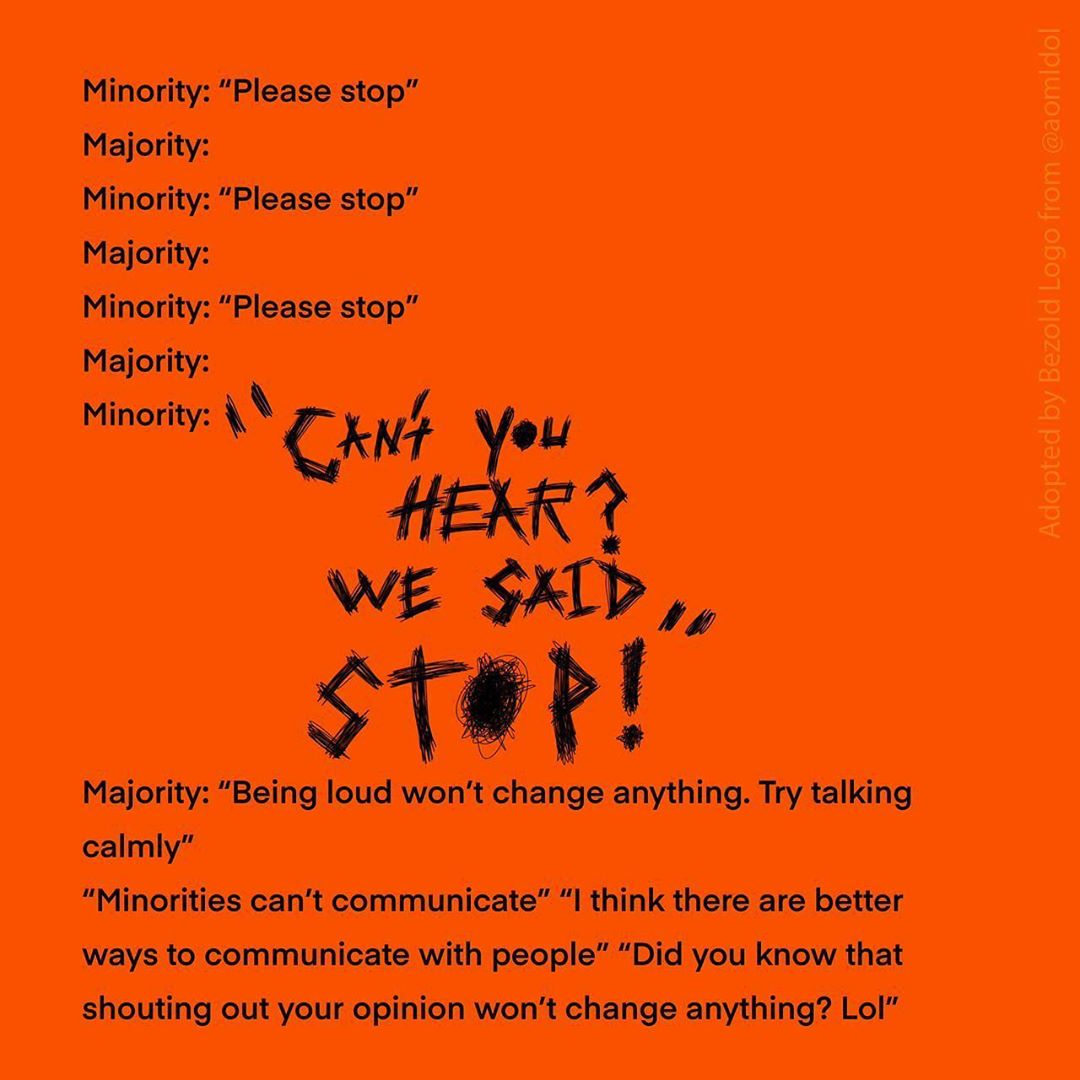 Minority: “Please stop”
Majority:
Minority: “Please stop”
Majority:
Minority: “Please stop”
Majority:
Minority: “CAN'T YOU
HEAR?
WE SAID
STOP!”
Majority: “Being loud won’t change anything. Try talking
calmly”
“Minorities can’t communicate” “I think there are better
ways to communicate with people” “Did you know that
shouting out your opinion won’t change anything? Lol”
Adopted by Bezold Logo from @aomIdol